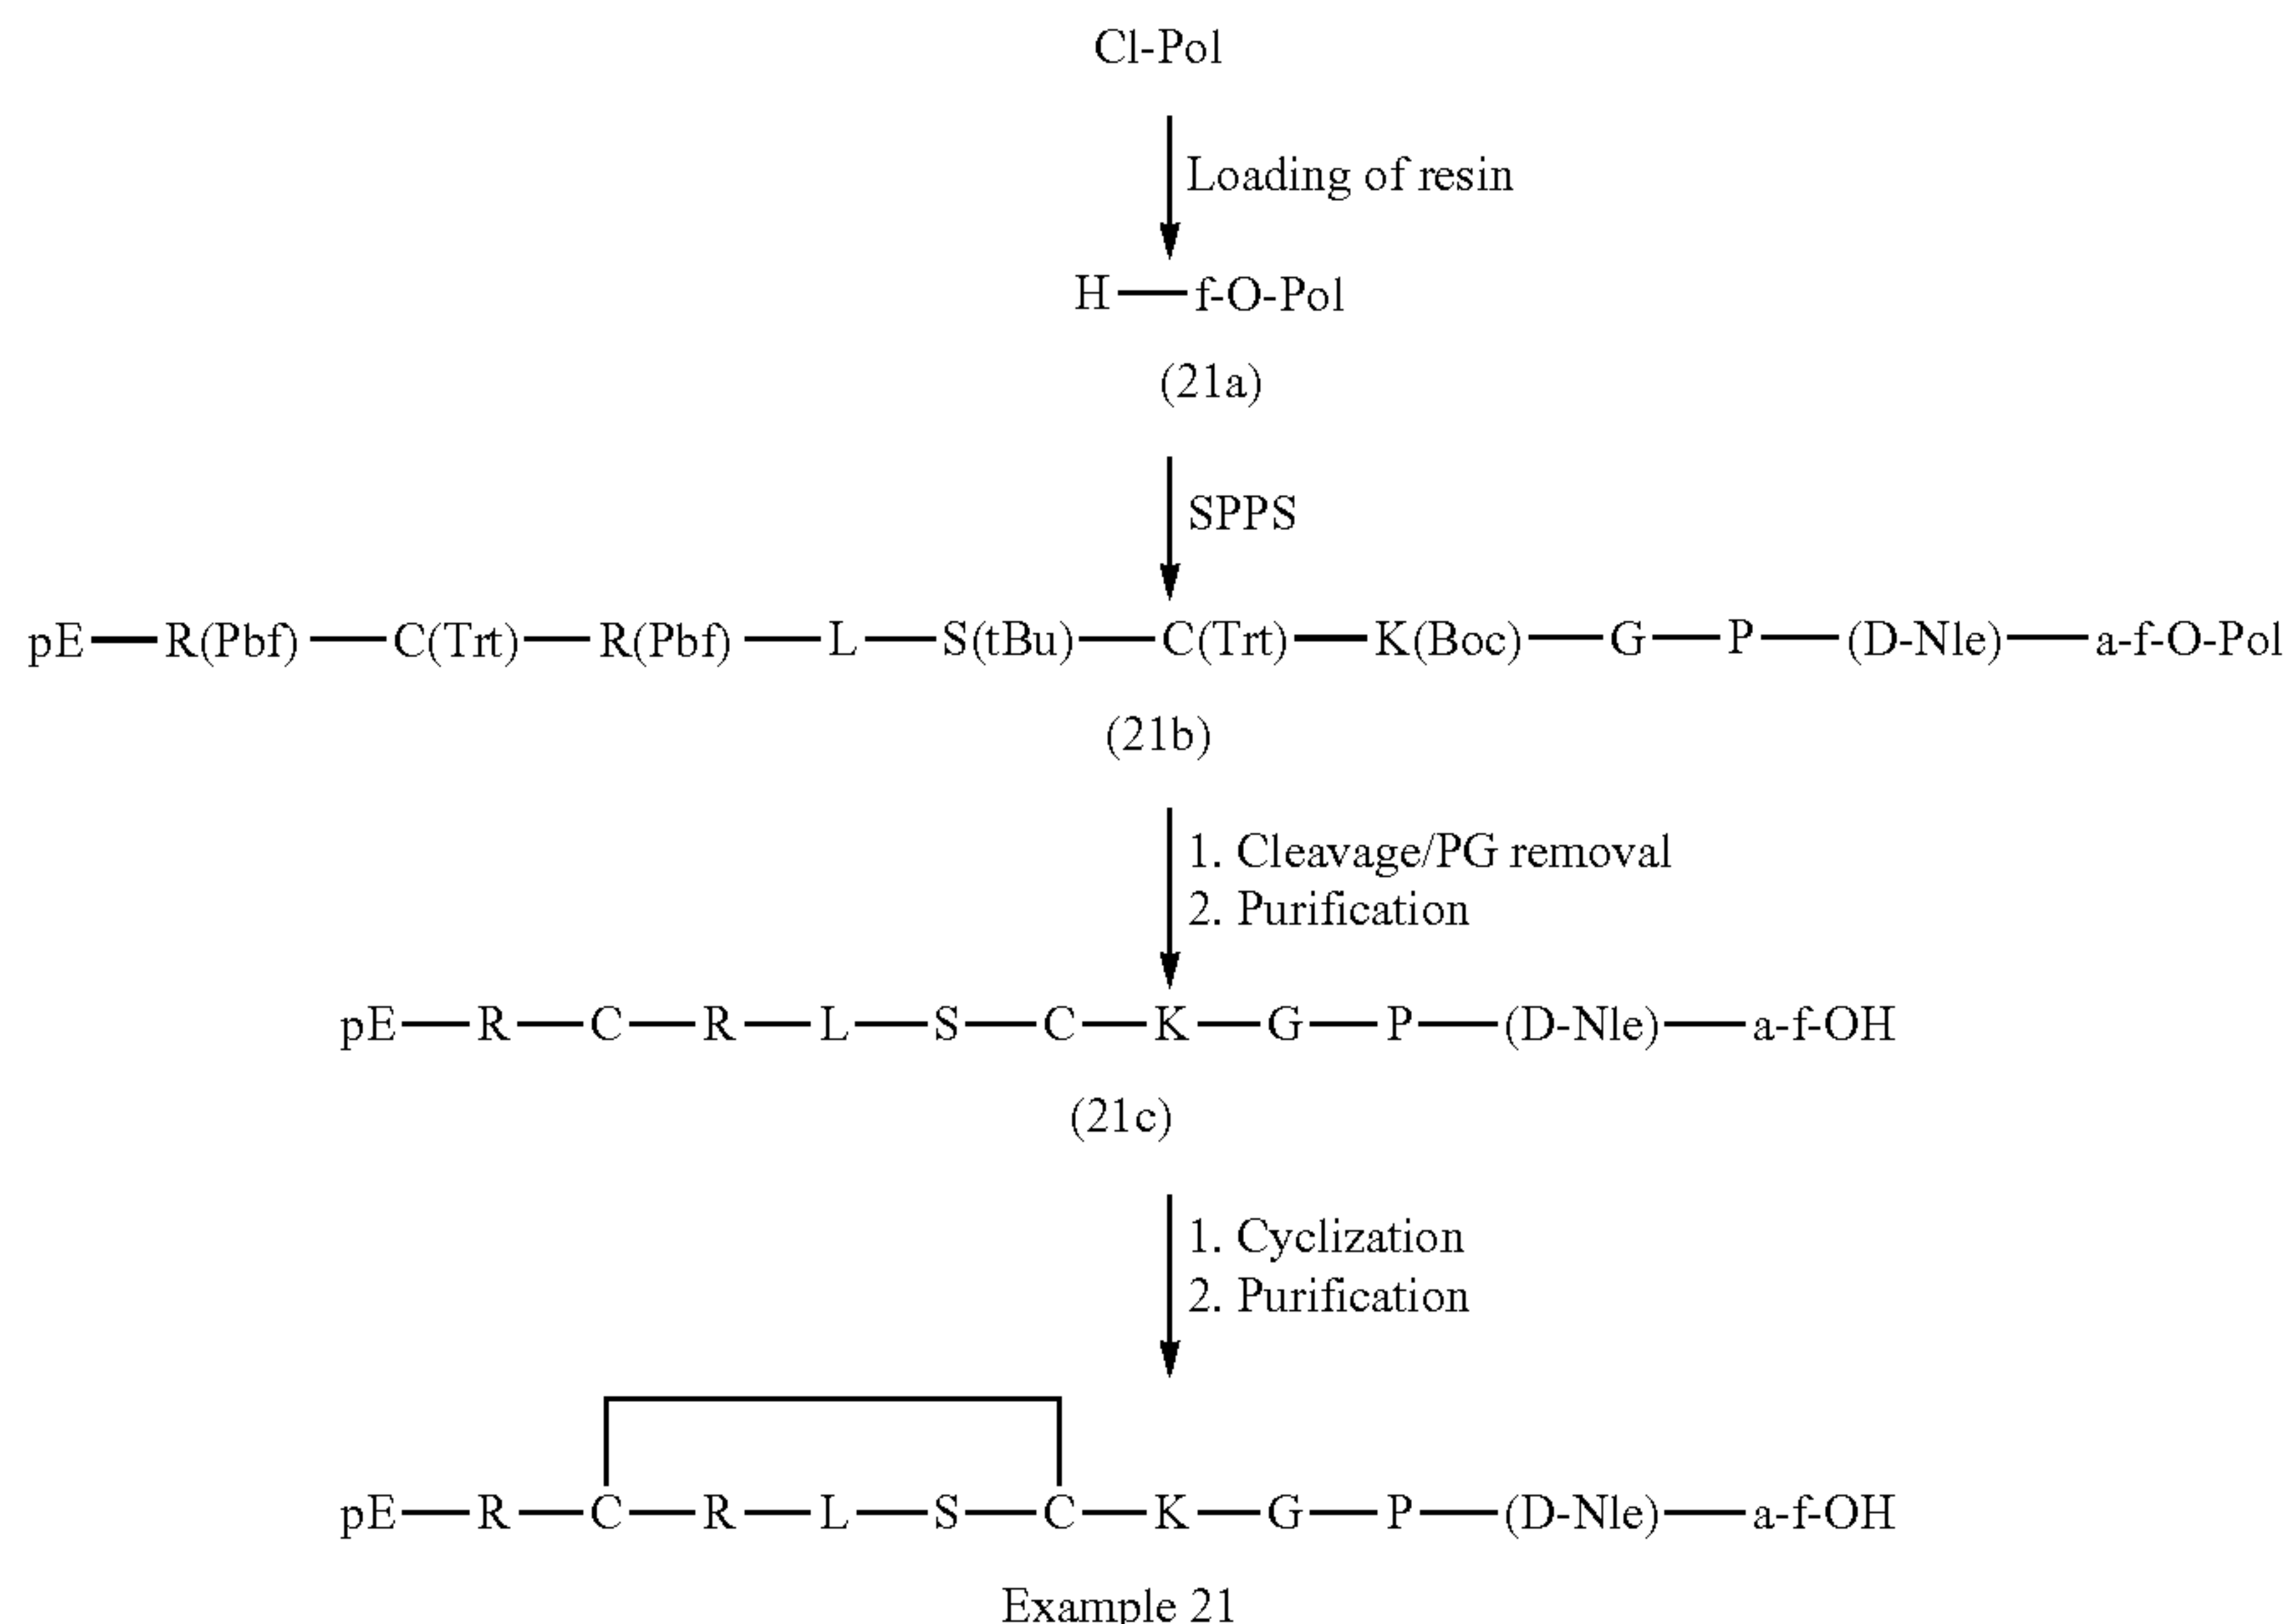 Cl-Pol
Loading of resin
H—f-O-Pol
(21a)
SPPS
pE—R(Pbf)—C(Trt)—R(Pbf)—L—S(tBu)—C(Trt)—K(Boc)—G—P—(D-Nle)—a-f-O-Pol
(21b)
1. Cleavage/PG removal
2. Purification
pE—R—C—R—L—S—C—K—G—P—(D-Nle)—a-f-OH
(21c)
1. Cyclization
2. Purification
pE—R—C—R—L—S—C—K—G—P—(D-Nle)—a-f-OH
Example 21